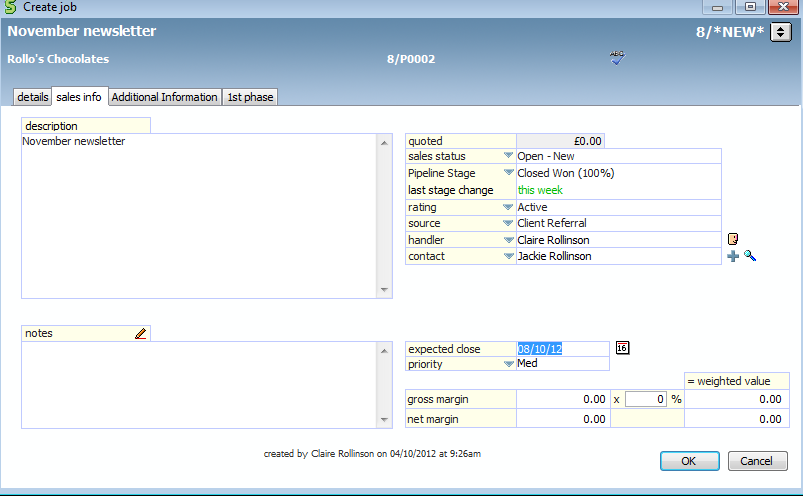 Create job
November newsletter 8/*NEW*
Rollo's Chocolates 8/P0002 ABC
details sales info Additional Information 1st phase
description
November newsletter
quoted £0.00
sales status Open - New
Pipeline Stage Closed Won (100%)
last stage change this week
rating Active
source Client Referral
handler Claire Rollinson
contact Jackie Rollinson
notes
expected close 08/10/12 16
priority Med
= weighted value
gross margin 0.00 x 0 % 0.00
net margin 0.00 0.00
created by Claire Rollinson on 04/10/2012 at 9:26am
OK Cancel